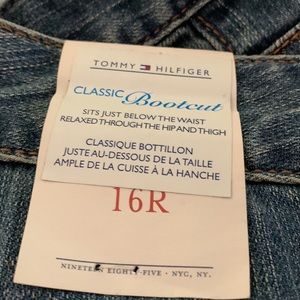 TOMMY HILFIGER
CLASSIC Bootcut
SITS JUST BELOW THE WAIST
RELAXED THROUGH THE HIP AND THIGH
CLASSIQUE BOTTILLON
JUSTE AU-DESSOUS DE LA TAILLE
AMPLE DE LA CUISSE À LA HANCHE
16R
NINETEEN EIGHTY-FIVE • NYC, NY.